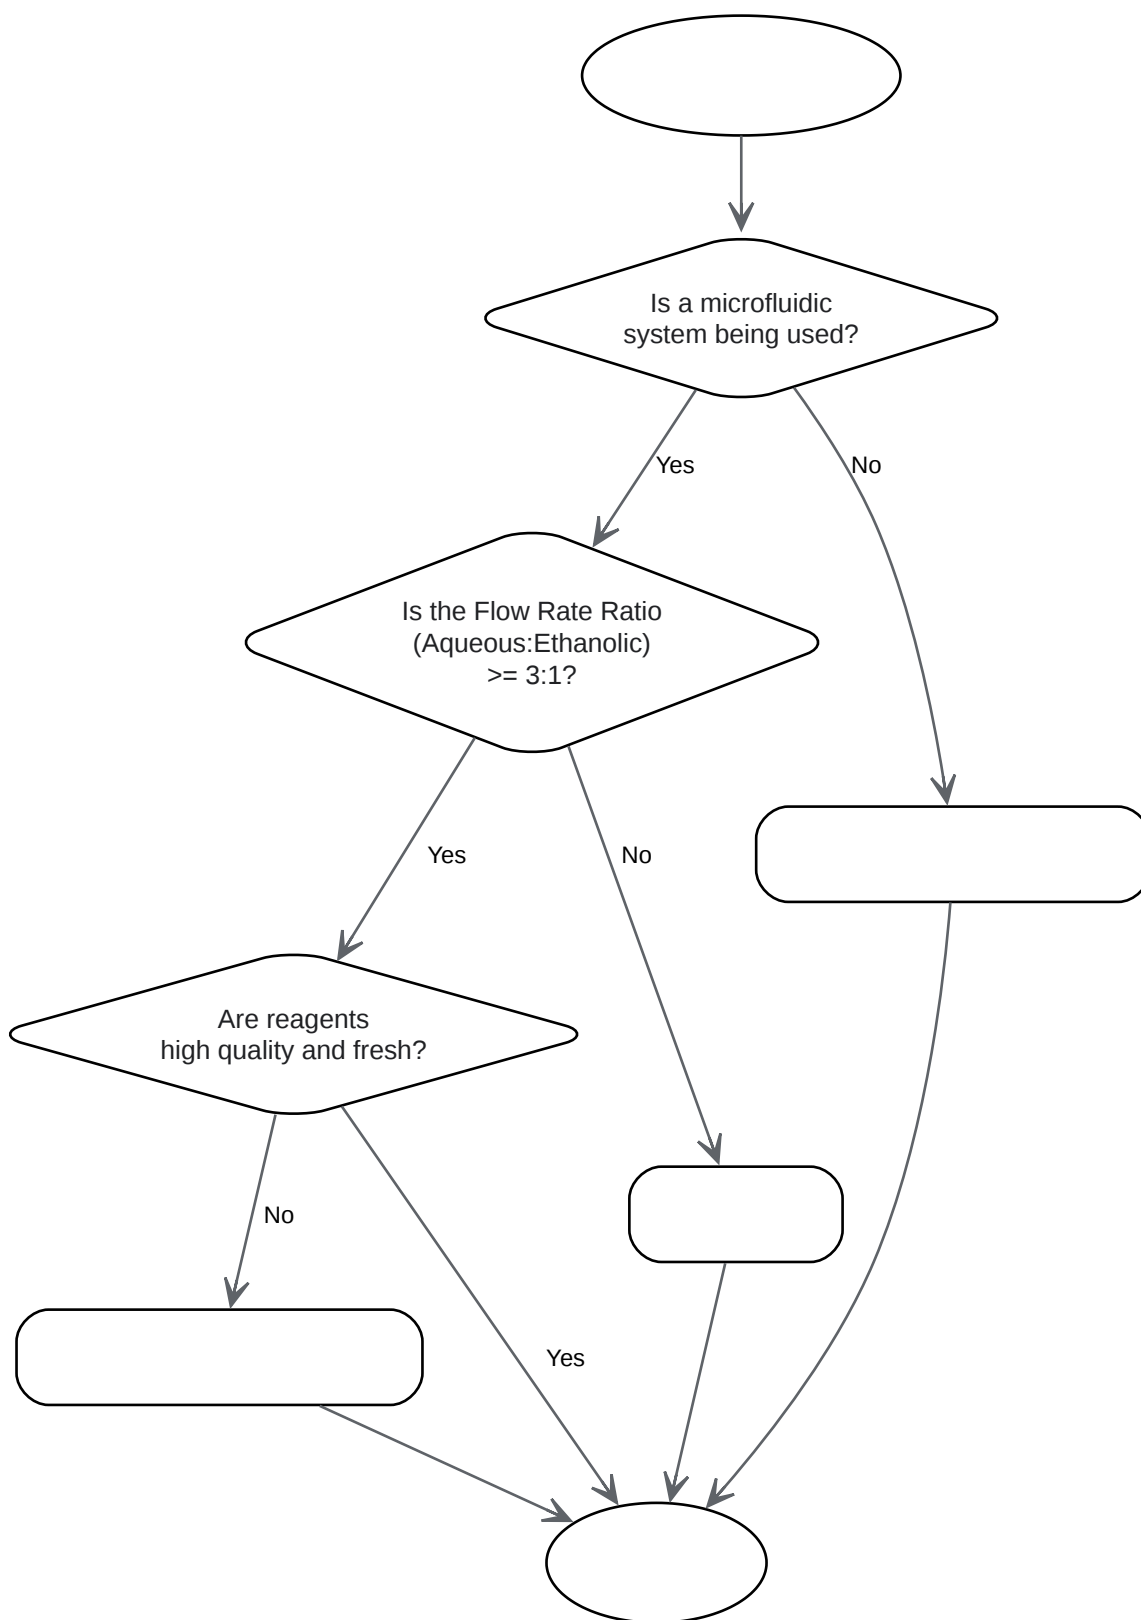 Is a microfluidic
system being used?
Yes
No
Is the Flow Rate Ratio
(Aqueous:Ethanolic)
>= 3:1?
Yes
No
Are reagents
high quality and fresh?
No
Yes